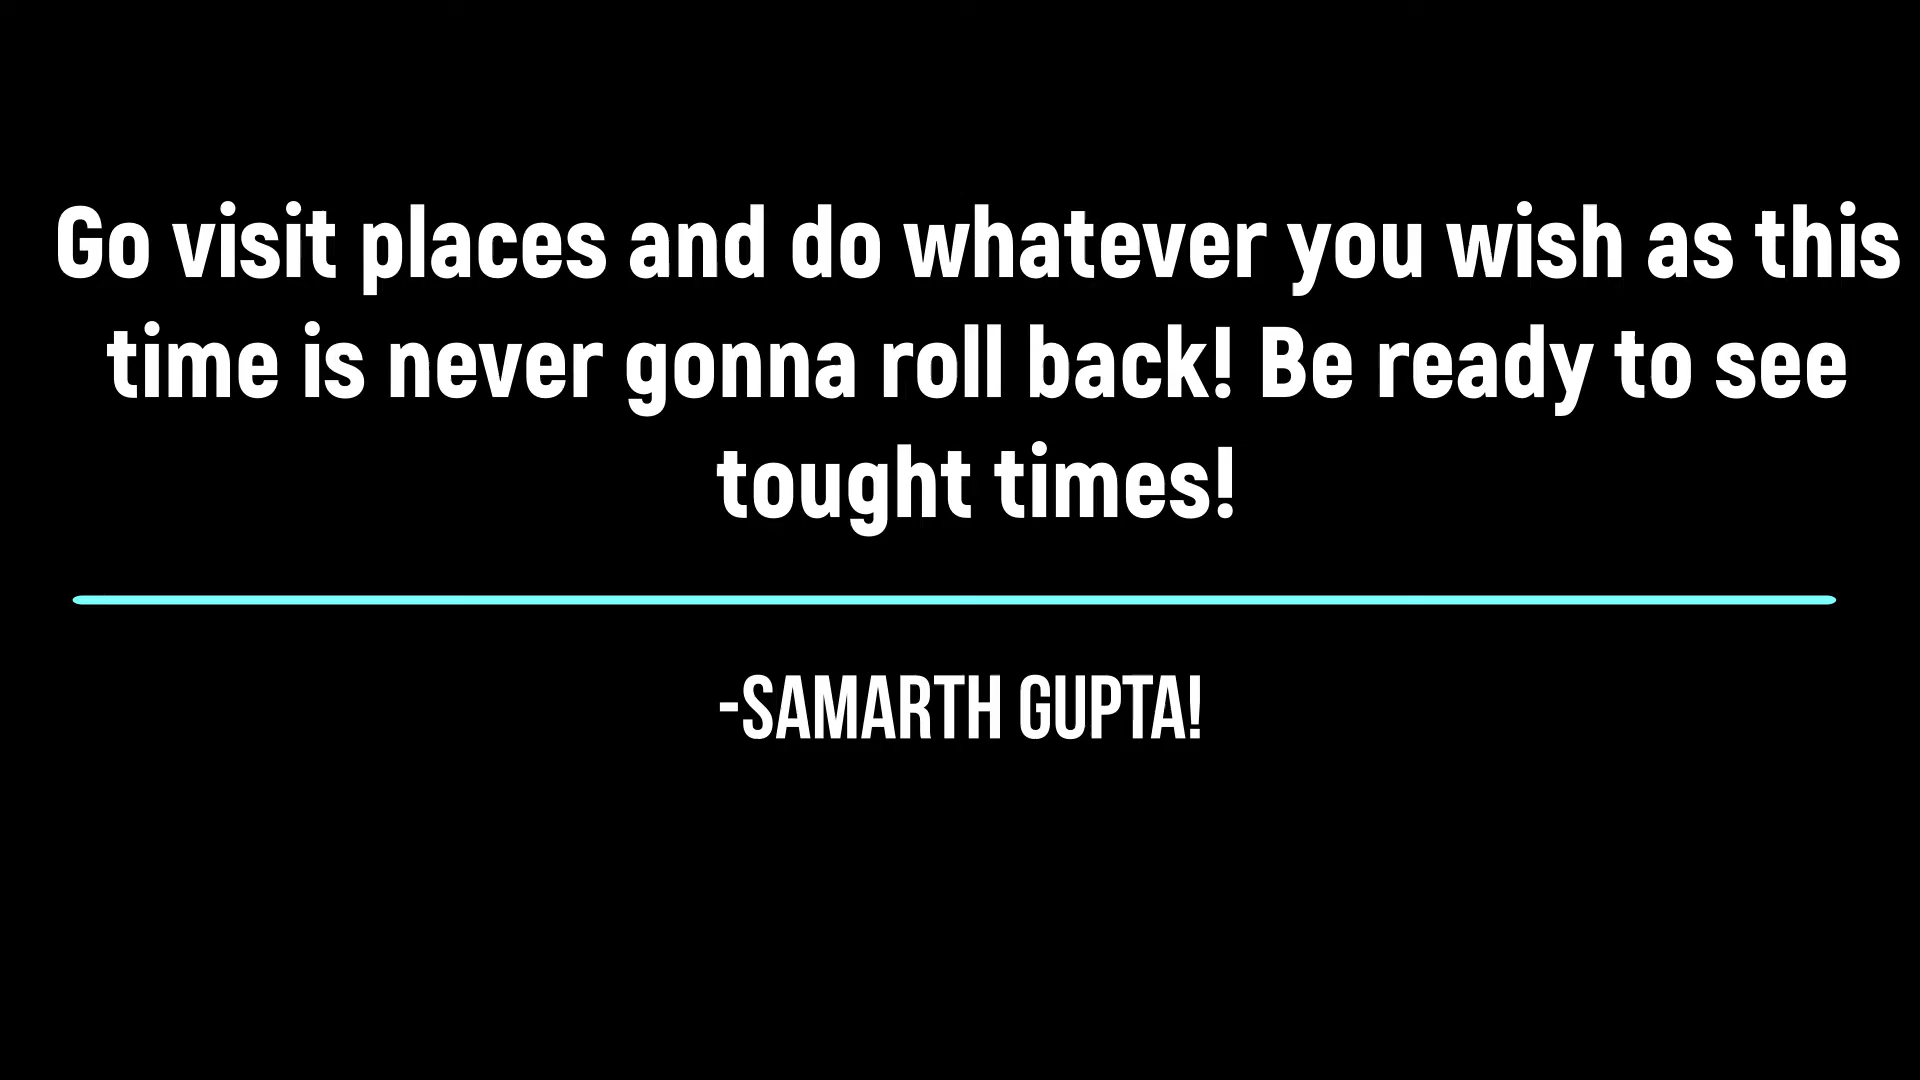 Go visit places and do whatever you wish as this
time is never gonna roll back! Be ready to see
tought times!
-SAMARTH GUPTA!